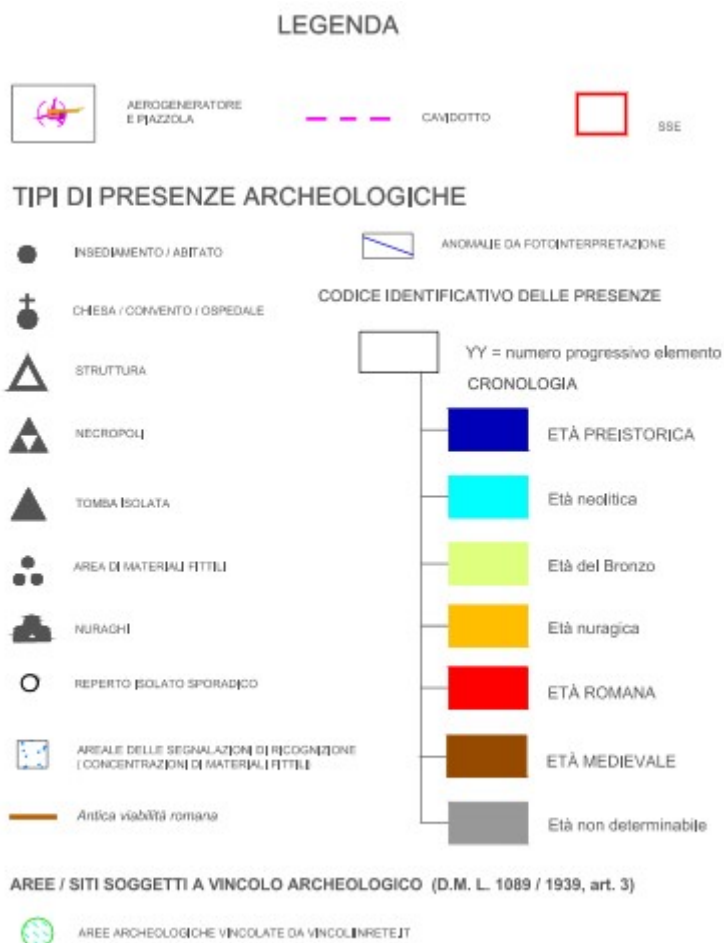 LEGENDA
AEROGENERATORE
E PIAZZOLA
CAVIDOTTO
SSE
TIPI DI PRESENZE ARCHEOLOGICHE
INSEDIAMENTO / ABITATO
ANOMALIE DA FOTOINTERPRETAZIONE
CHIESA / CONVENTO / OSPEDALE
CODICE IDENTIFICATIVO DELLE PRESENZE
STRUTTURA
YY = numero progressivo elemento
CRONOLOGIA
NECROPOLI
ETÀ PREISTORICA
TOMBA ISOLATA
Età neolitica
AREA DI MATERIALI FITTILI
Età del Bronzo
NURAGHI
Età nuragica
REPERTO ISOLATO SPORADICO
ETÀ ROMANA
AREALE DELLE SEGNALAZIONI DI RICOGNIZIONE
( CONCENTRAZIONI DI MATERIALI FITTILI)
ETÀ MEDIEVALE
Antica viabilità romana
Età non determinabile
AREE / SITI SOGGETTI A VINCOLO ARCHEOLOGICO (D.M. L. 1089 / 1939, art. 3)
AREE ARCHEOLOGICHE VINCOLATE DA VINCOLIINRETE.IT